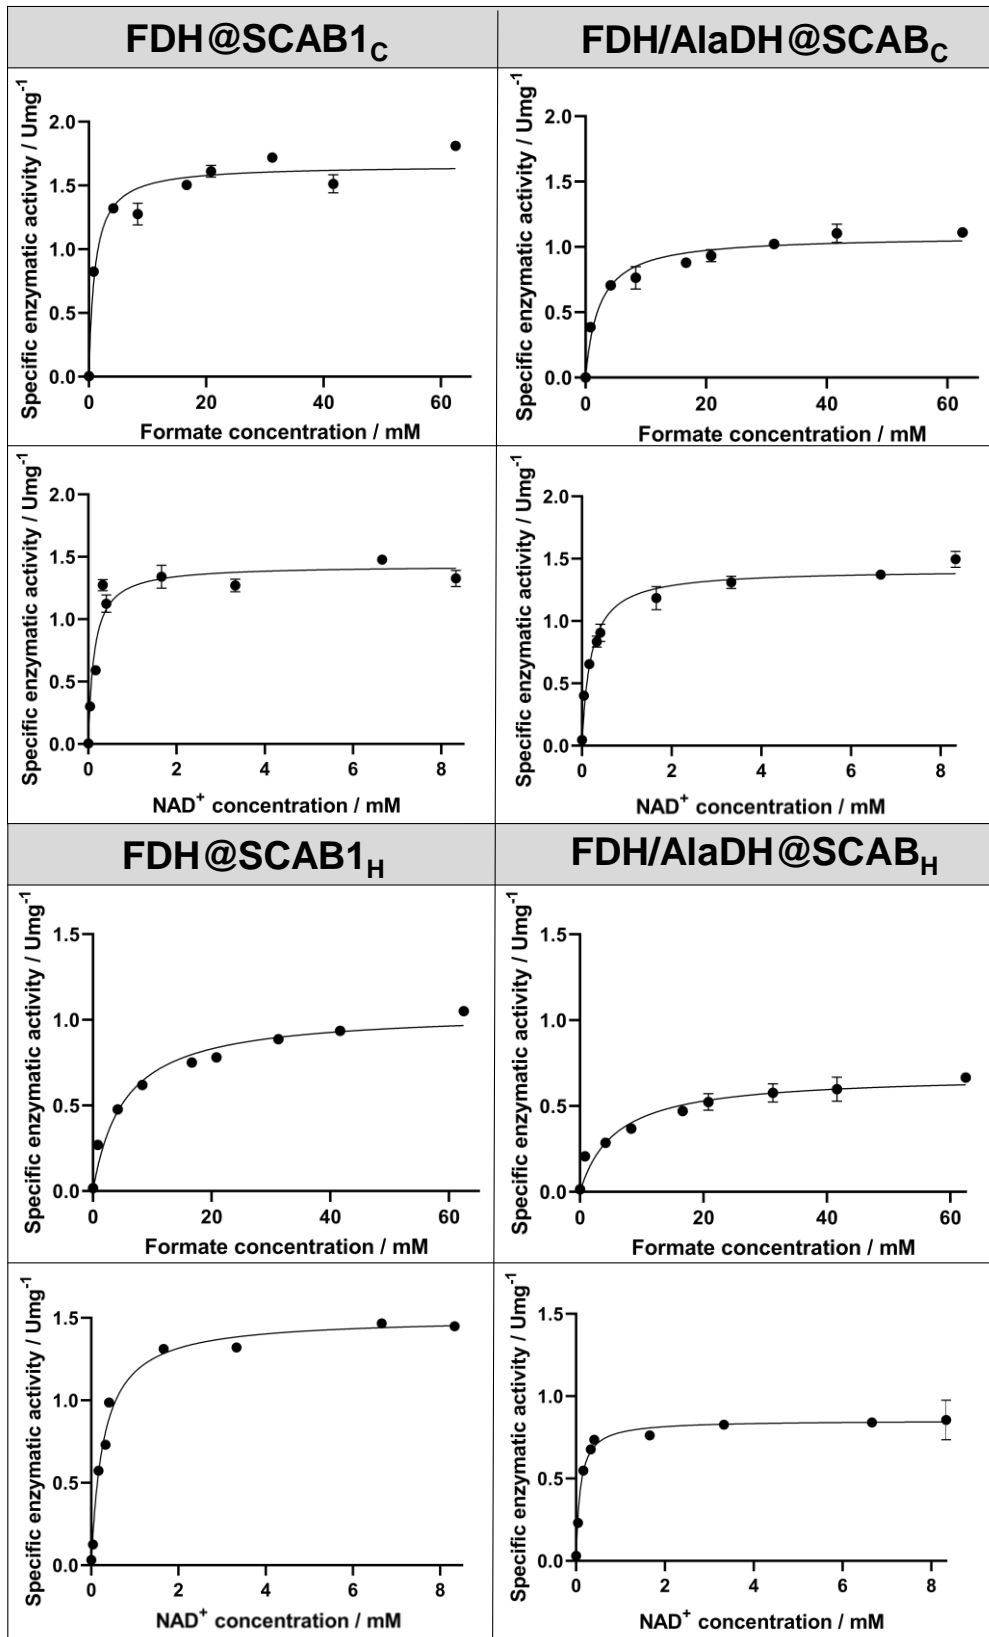 FDH@SCAB1C
FDH/AlaDH@SCABC
Specific enzymatic activity / Umg-1
2.0
1.5
1.0
0.5
0.0
0 20 40 60
Formate concentration / mM
Specific enzymatic activity / Umg-1
2.0
1.5
1.0
0.5
0.0
0 20 40 60
Formate concentration / mM
Specific enzymatic activity / Umg-1
2.0
1.5
1.0
0.5
0.0
0 2 4 6 8
NAD+ concentration / mM
Specific enzymatic activity / Umg-1
2.0
1.5
1.0
0.5
0.0
0 2 4 6 8
NAD+ concentration / mM
FDH@SCAB1H
FDH/AlaDH@SCABH
Specific enzymatic activity / Umg-1
1.5
1.0
0.5
0.0
0 20 40 60
Formate concentration / mM
Specific enzymatic activity / Umg-1
1.5
1.0
0.5
0.0
0 20 40 60
Formate concentration / mM
Specific enzymatic activity / Umg-1
1.5
1.0
0.5
0.0
0 2 4 6 8
NAD+ concentration / mM
Specific enzymatic activity / Umg-1
1.5
1.0
0.5
0.0
0 2 4 6 8
NAD+ concentration / mM